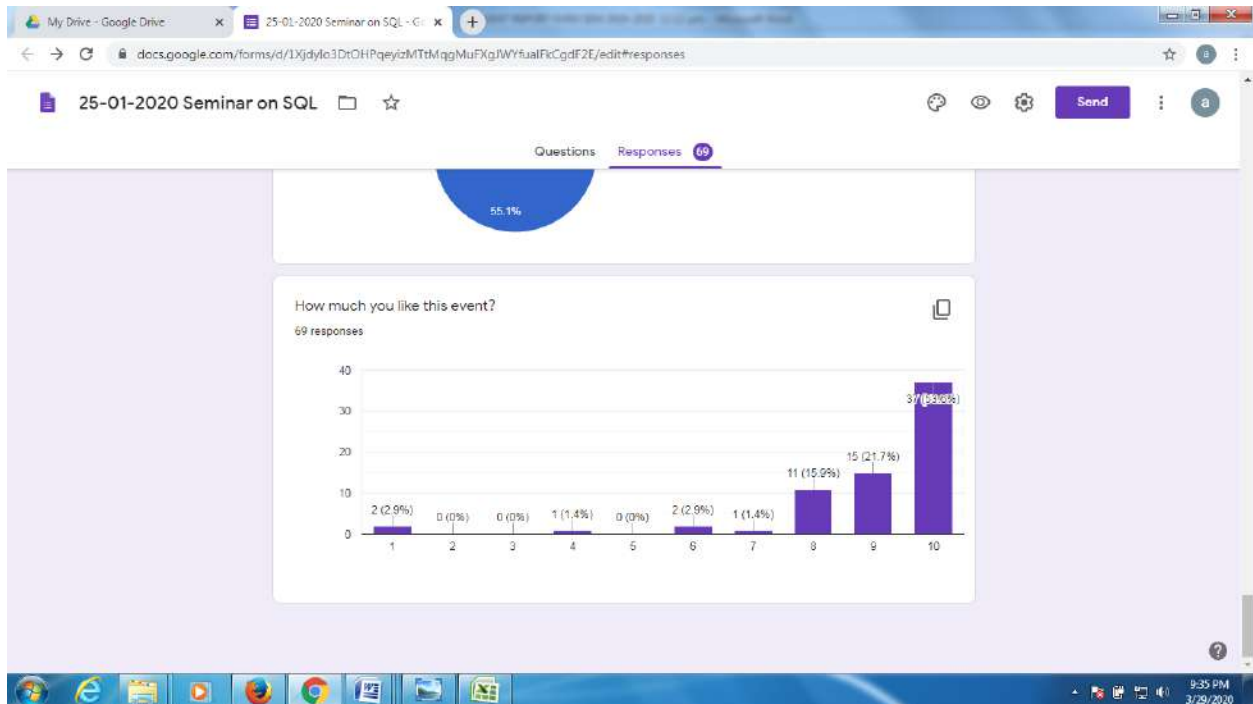 My Drive - Google Drive
25-01-2020 Seminar on SQL - G
docs.google.com/forms/d/
/edit#responses
25-01-2020 Seminar on SQL
Send
a
Questions
Responses 69
55.1%
How much you like this event?
69 responses
40
30
20
10
0
2 (2.9%)
0 (0%)
0 (0%)
1 (1.4%)
0 (0%)
2 (2.9%)
1 (1.4%)
11 (15.9%)
15 (21.7%)
37 (53.6%)
1 2 3 4 5 6 7 8 9 10
9:35 PM
3/29/2020